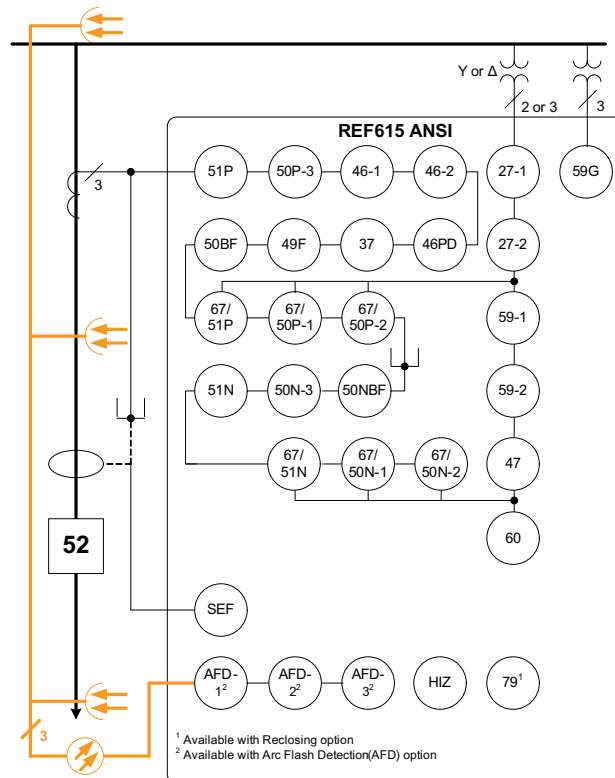 Y or Δ
2 or 3
3
REF615 ANSI
3
51P
50P-3
46-1
46-2
27-1
59G
50BF
49F
37
46PD
27-2
67/
51P
67/
50P-1
67/
50P-2
59-1
51N
50N-3
50NBF
59-2
67/
51N
67/
50N-1
67/
50N-2
47
52
60
SEF
AFD-
1²
AFD-
2²
AFD-
3²
HIZ
79¹
3
¹ Available with Reclosing option
² Available with Arc Flash Detection(AFD) option